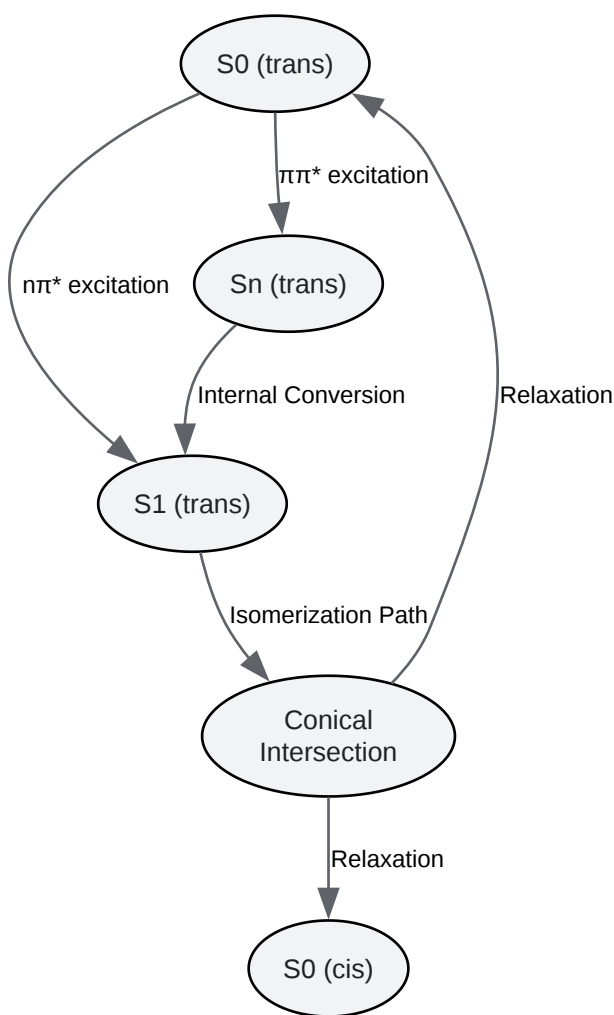 S0 (trans)
ππ* excitation
Sn (trans)
nπ* excitation
Internal Conversion
Relaxation
S1 (trans)
Isomerization Path
Conical
Intersection
Relaxation
S0 (cis)